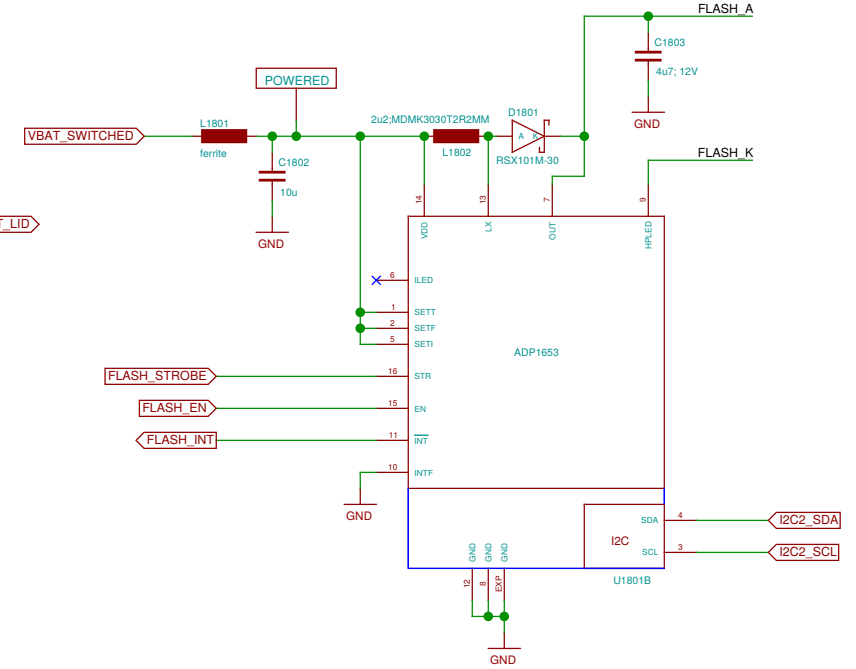 FLASH_A
C1803
4u7; 12V
GND
POWERED
L1801
VBAT_SWITCHED
ferrite
C1802
10u
GND
2u2;MDMK3030T2R2MM
L1802
D1801
A K
RSX101M-30
FLASH_K
T_LID
14
13
7
9
VDD
LX
OUT
HPLED
6 ILED
1 SETT
2 SETF
5 SETI
ADP1653
FLASH_STROBE 16 STR
FLASH_EN 15 EN
FLASH_INT 11 INT
10 INTF
GND
SDA 4 I2C2_SDA
I2C
SCL 3 I2C2_SCL
GND
GND
GND
12
8
EXP
U1801B
GND